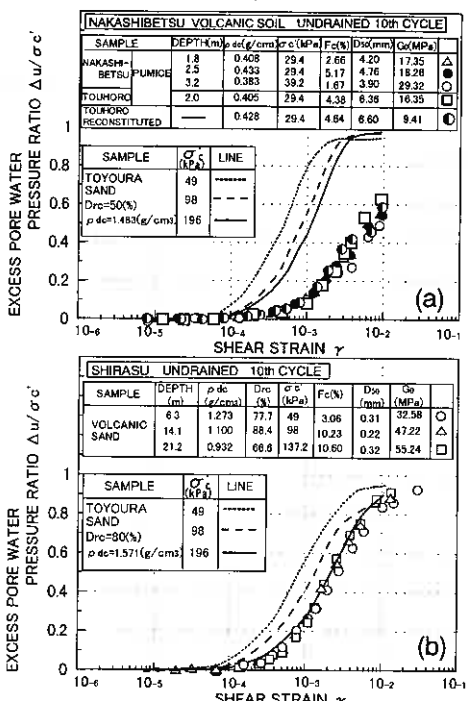 NAKASHIBETSU VOLCANIC SOIL UNDRAINED 10th CYCLE
SAMPLE DEPTH(m) ρdc(g/cm3) σc'(kPa) Fc(%) D50(mm) Go(MPa)
NAKASHI-BETSU PUMICE 1.8 0.408 29.4 2.66 4.20 17.35 △
2.5 0.433 29.4 5.17 4.76 18.26 ●
3.2 0.383 39.2 1.67 3.90 29.32 ○
TOUHORO 2.0 0.405 29.4 4.38 6.36 16.35 □
TOUHORO RECONSTITUTED — 0.428 29.4 4.64 6.60 9.41 ◐
SAMPLE σc' (kPa) LINE
TOYOURA SAND 49
Drc=50(%) 98
ρdc=1.483(g/cm3) 196
EXCESS PORE WATER
PRESSURE RATIO Δu/σc'
1
0.8
0.6
0.4
0.2
0
(a)
10-6 10-5 10-4 10-3 10-2 10-1
SHEAR STRAIN γ
SHIRASU UNDRAINED 10th CYCLE
SAMPLE DEPTH (m) ρdc (g/cm3) Drc (%) σc' (kPa) Fc(%) D50 (mm) Go (MPa)
VOLCANIC SAND 6.3 1.273 77.7 49 3.06 0.31 32.58 ○
14.1 1.100 88.4 98 10.23 0.22 47.22 △
21.2 0.932 66.6 137.2 10.60 0.32 55.24 □
SAMPLE σc' (kPa) LINE
TOYOURA SAND 49
Drc=80(%) 98
ρdc=1.571(g/cm3) 196
EXCESS PORE WATER
PRESSURE RATIO Δu/σc'
1
0.8
0.6
0.4
0.2
0
(b)
10-6 10-5 10-4 10-3 10-2 10-1
SHEAR STRAIN γ